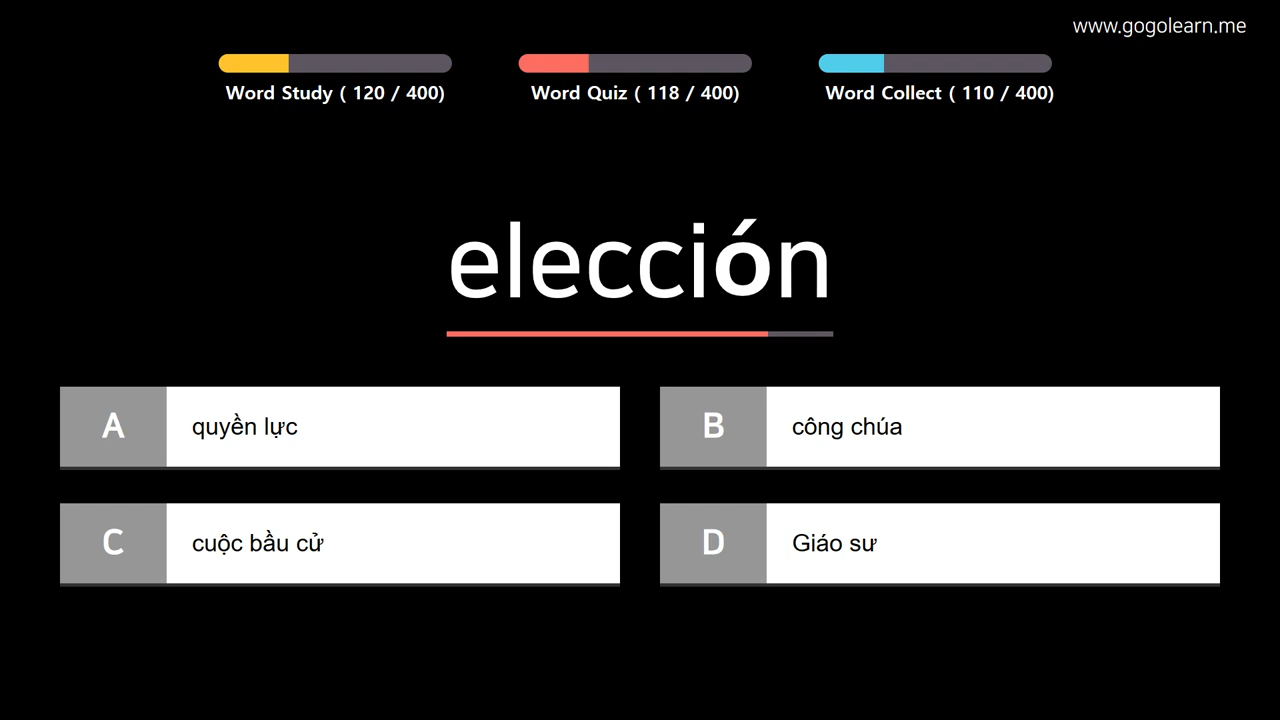 www.gogolearn.me
Word Study ( 120 / 400)
Word Quiz ( 118 / 400)
Word Collect ( 110 / 400)
elección
A quyền lực
B công chúa
C cuộc bầu cử
D Giáo sư